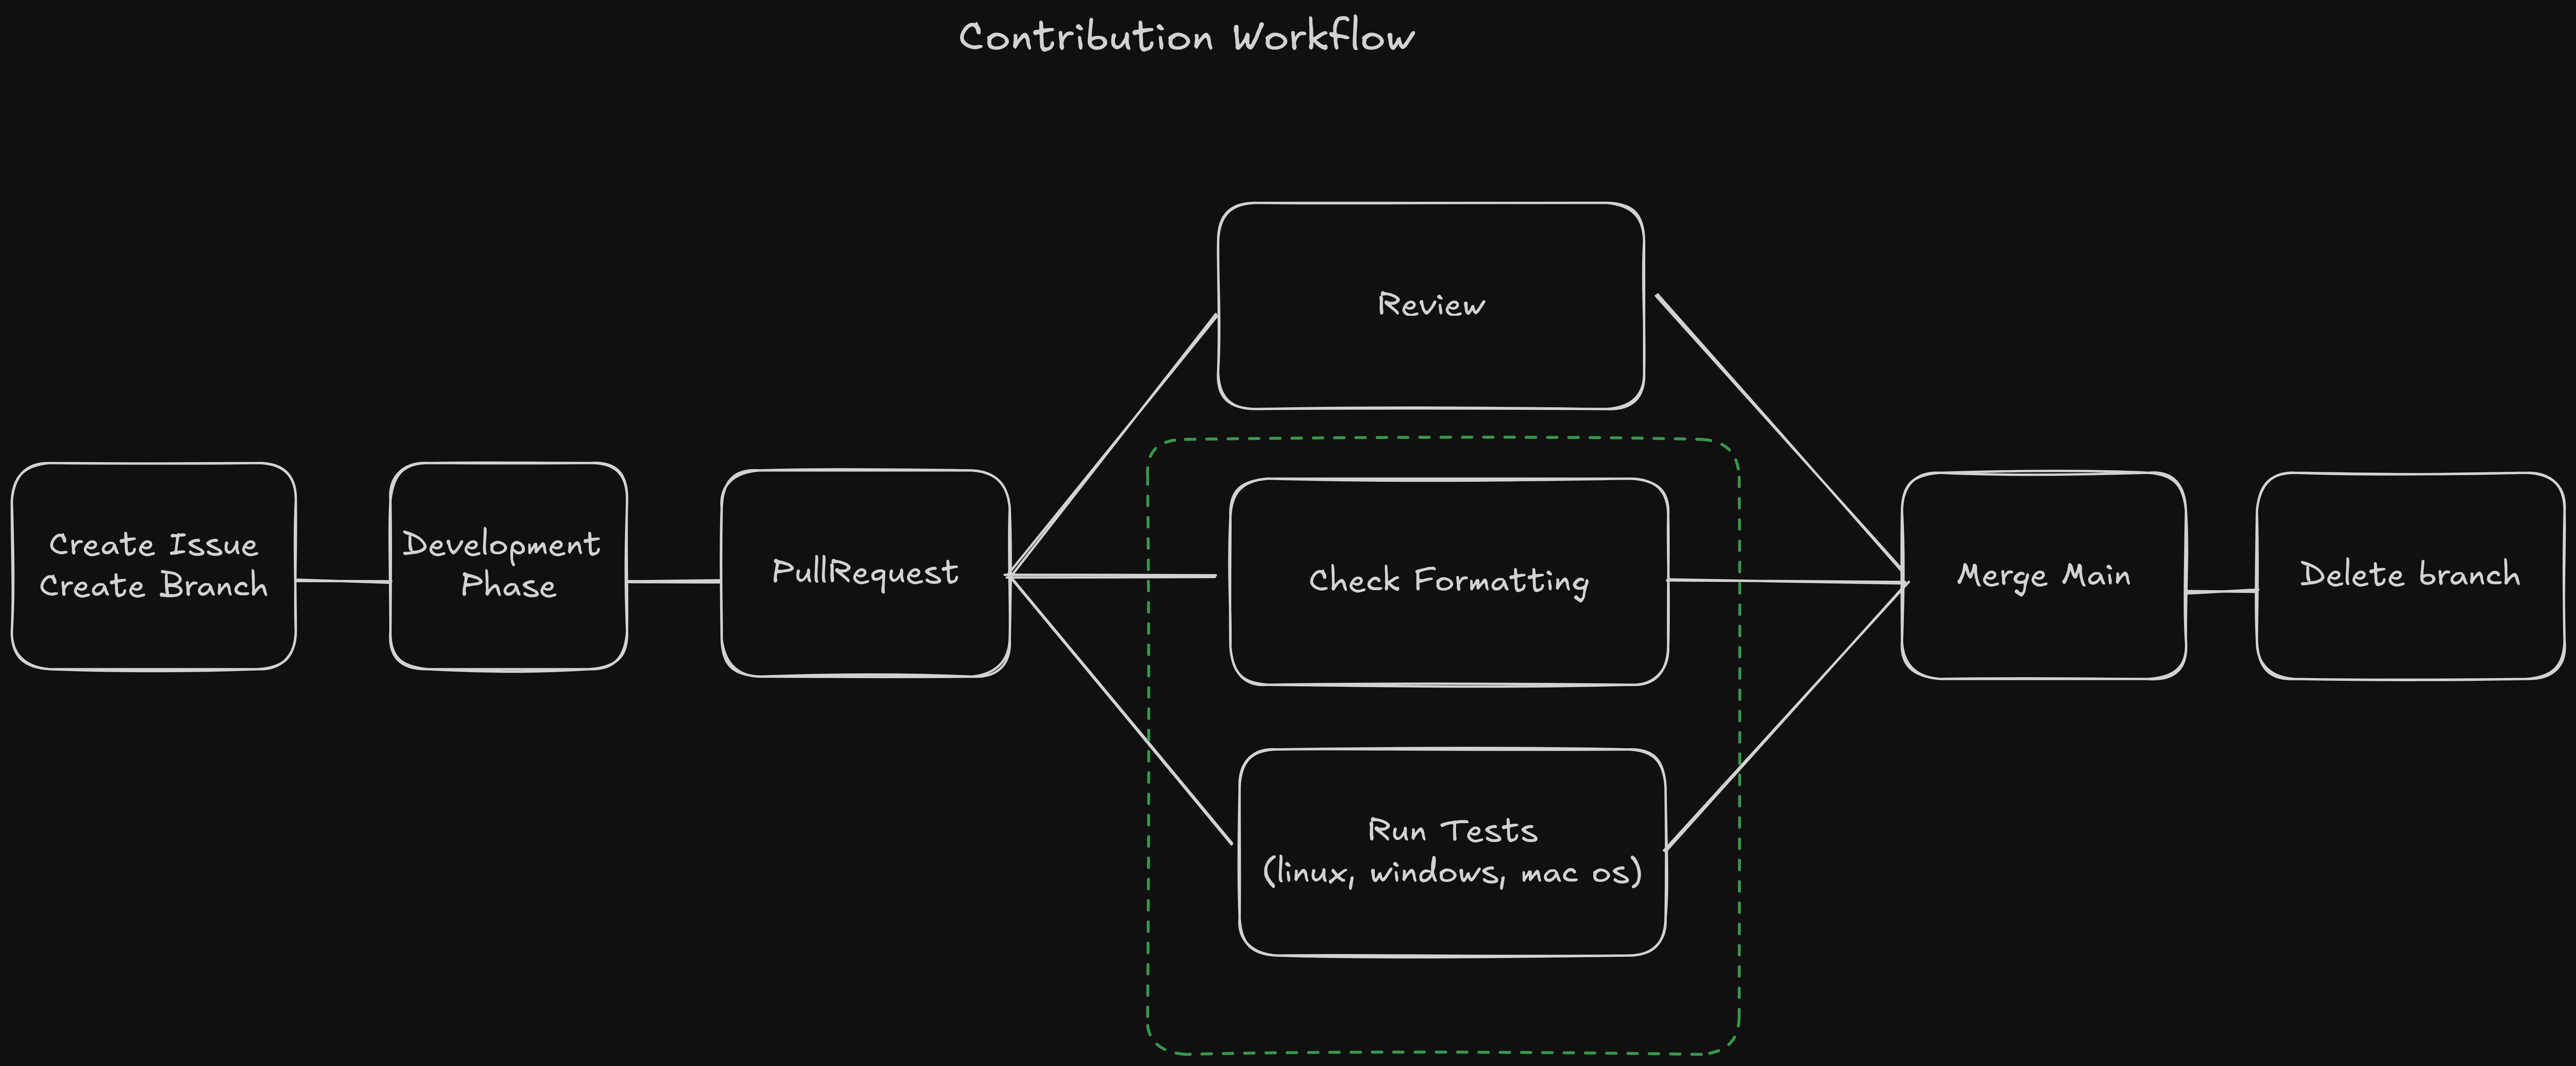 Contribution Workflow
Create Issue
Create Branch
Development
Phase
PullRequest
Review
Check Formatting
Run Tests
(linux, windows, mac os)
Merge Main
Delete branch